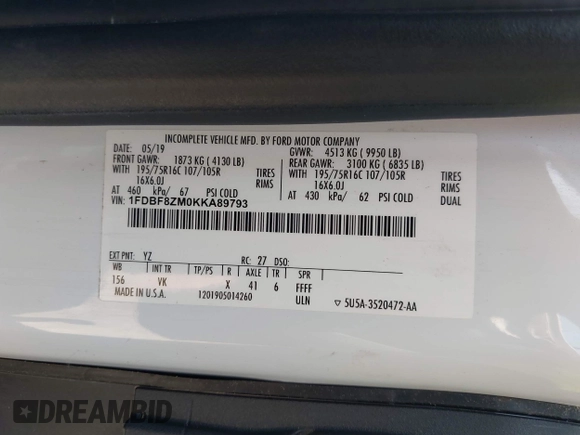 INCOMPLETE VEHICLE MFD. BY FORD MOTOR COMPANY
DATE: 05/19 GVWR: 4513 KG ( 9950 LB)
FRONT GAWR: 1873 KG ( 4130 LB) REAR GAWR: 3100 KG ( 6835 LB)
WITH 195/75R16C 107/105R TIRES WITH 195/75R16C 107/105R TIRES
16X6.0J RIMS 16X6.0J RIMS
AT 460 kPa/ 67 PSI COLD AT 430 kPa/ 62 PSI COLD DUAL
VIN: 1FDBF8ZM0KKA89793
EXT PNT: YZ RC: 27 DSO:
WB INT TR TP/PS R AXLE TR SPR
156 VK X 41 6 FFFF
MADE IN U.S.A. 1201905014260 ULN ▽ 5U5A-3520472-AA
DREAMBID